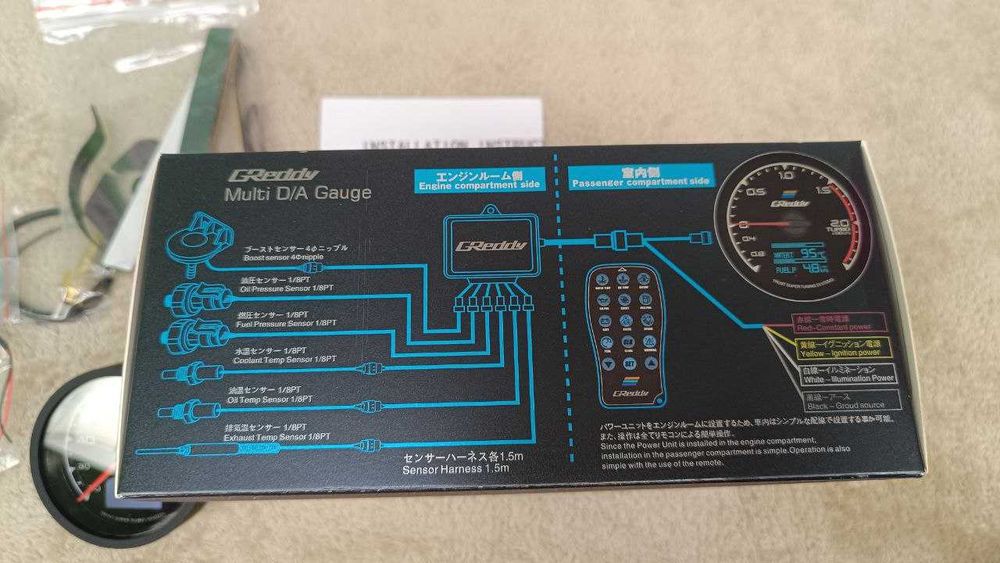 INSTALLATION INSTRUC
GReddy
Multi D/A Gauge
エンジンルーム側
Engine compartment side
室内側
Passenger compartment side
ブーストセンサー 4φニップル
Boost sensor 4Φnipple
油圧センサー 1/8PT
Oil Pressure Sensor 1/8PT
燃圧センサー 1/8PT
Fuel Pressure Sensor 1/8PT
水温センサー 1/8PT
Coolant Temp Sensor 1/8PT
油温センサー 1/8PT
Oil Temp Sensor 1/8PT
排気温センサー 1/8PT
Exhaust Temp Sensor 1/8PT
センサーハーネス各1.5m
Sensor Harness 1.5m
GReddy
GReddy
0.8
0.4
0
0.5
1.0
1.5
2.0
TURBO
GReddy
WATER.T
95
°C
FUEL.P
4.8
赤線ー常時電源
Red-Constant power
黄線ーイグニッション電源
Yellow-Ignition power
白線ーイルミネーション
White-Illumination Power
黒線ーアース
Black-Groud source
SET
パワーユニットをエンジンルームに設置するため、車内はシンプルな配線で設置する事が可能。
また、操作は全てリモコンによる簡単操作。
Since the Power Unit is installed in the engine compartment,
installation in the passenger compartment is simple.Operation is also
simple with the use of the remote.